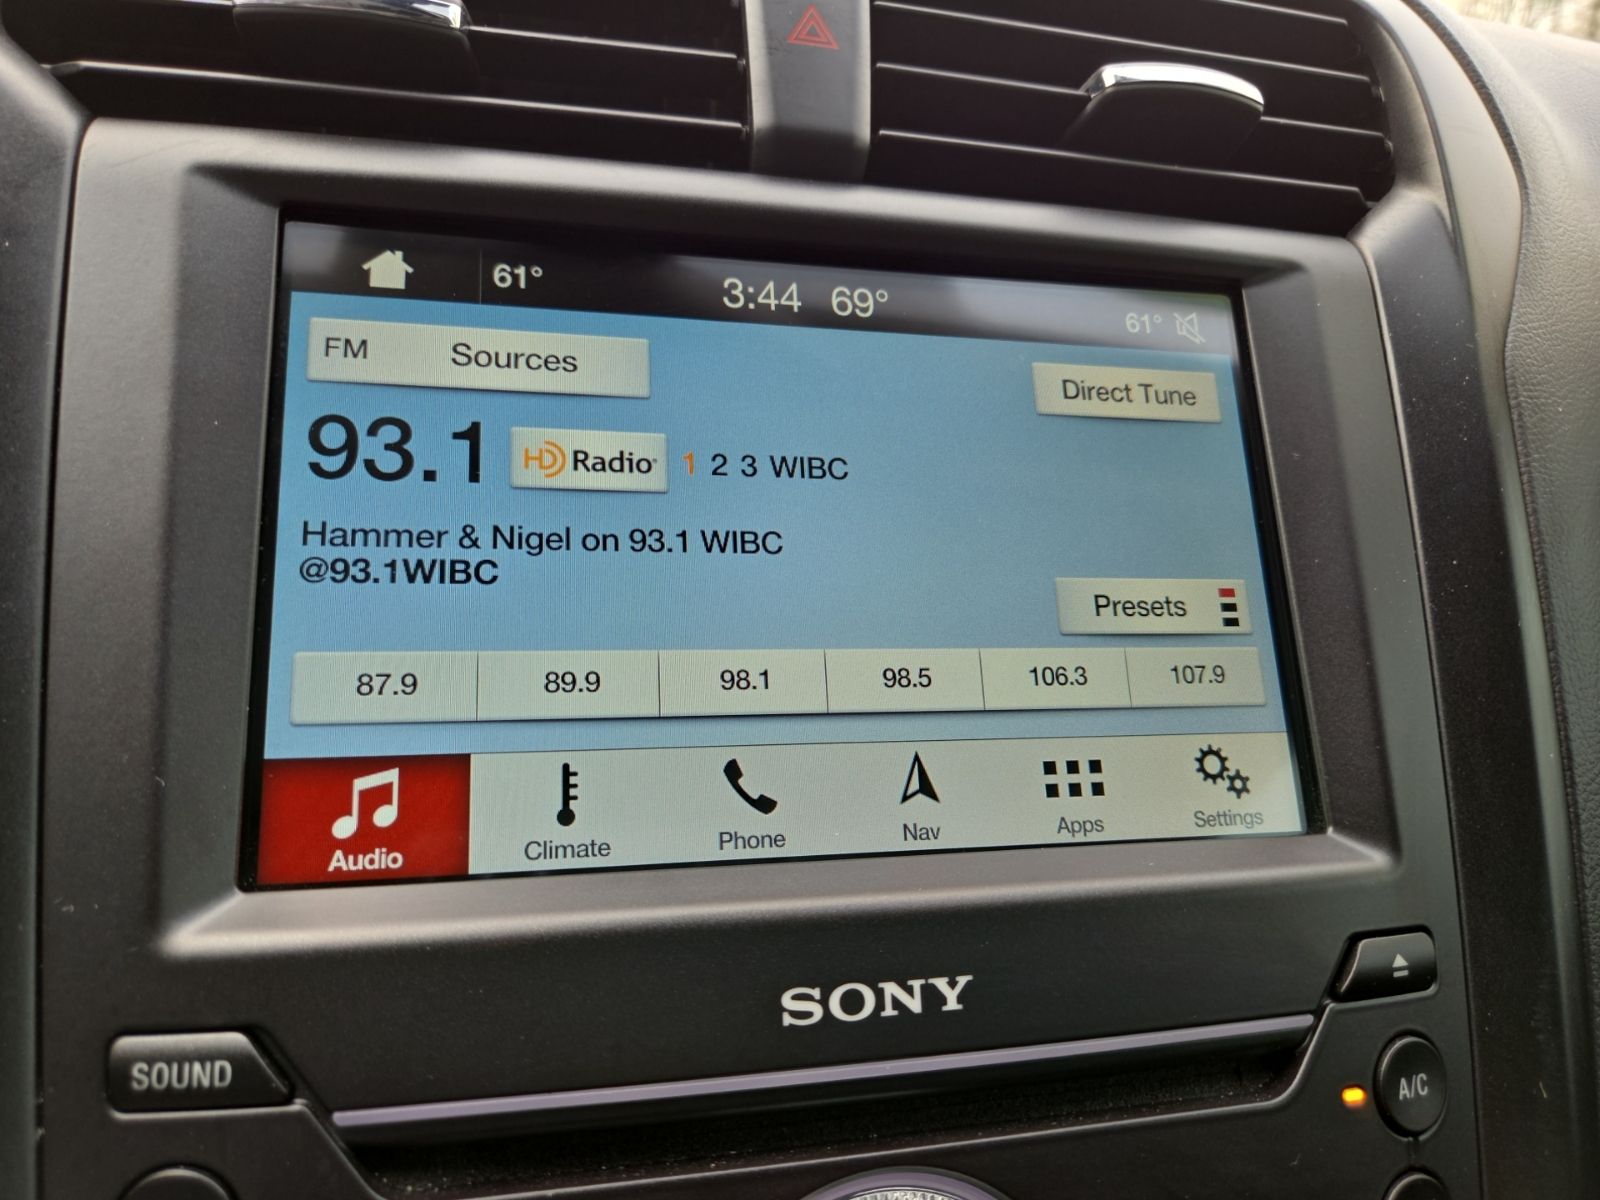 61° 3:44 69° 61°
FM Sources
Direct Tune
93.1 HD Radio 1 2 3 WIBC
Hammer & Nigel on 93.1 WIBC
@93.1WIBC
Presets
87.9 89.9 98.1 98.5 106.3 107.9
Audio Climate Phone Nav Apps Settings
SONY
SOUND
A/C